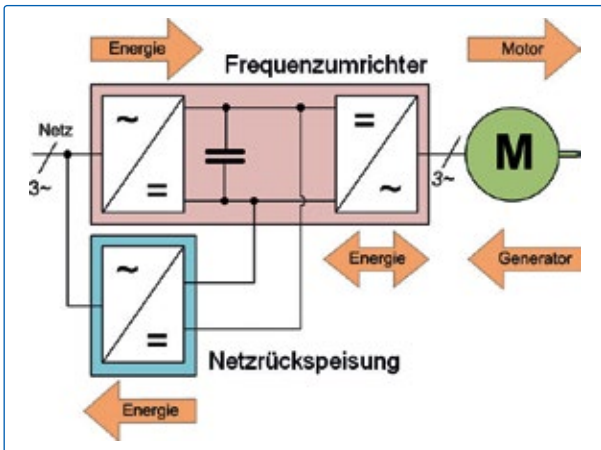 Energie
Motor
Frequenzumrichter
Netz
3~
~
=
=
~
3~
M
Energie
Generator
~
=
Netzrückspeisung
Energie